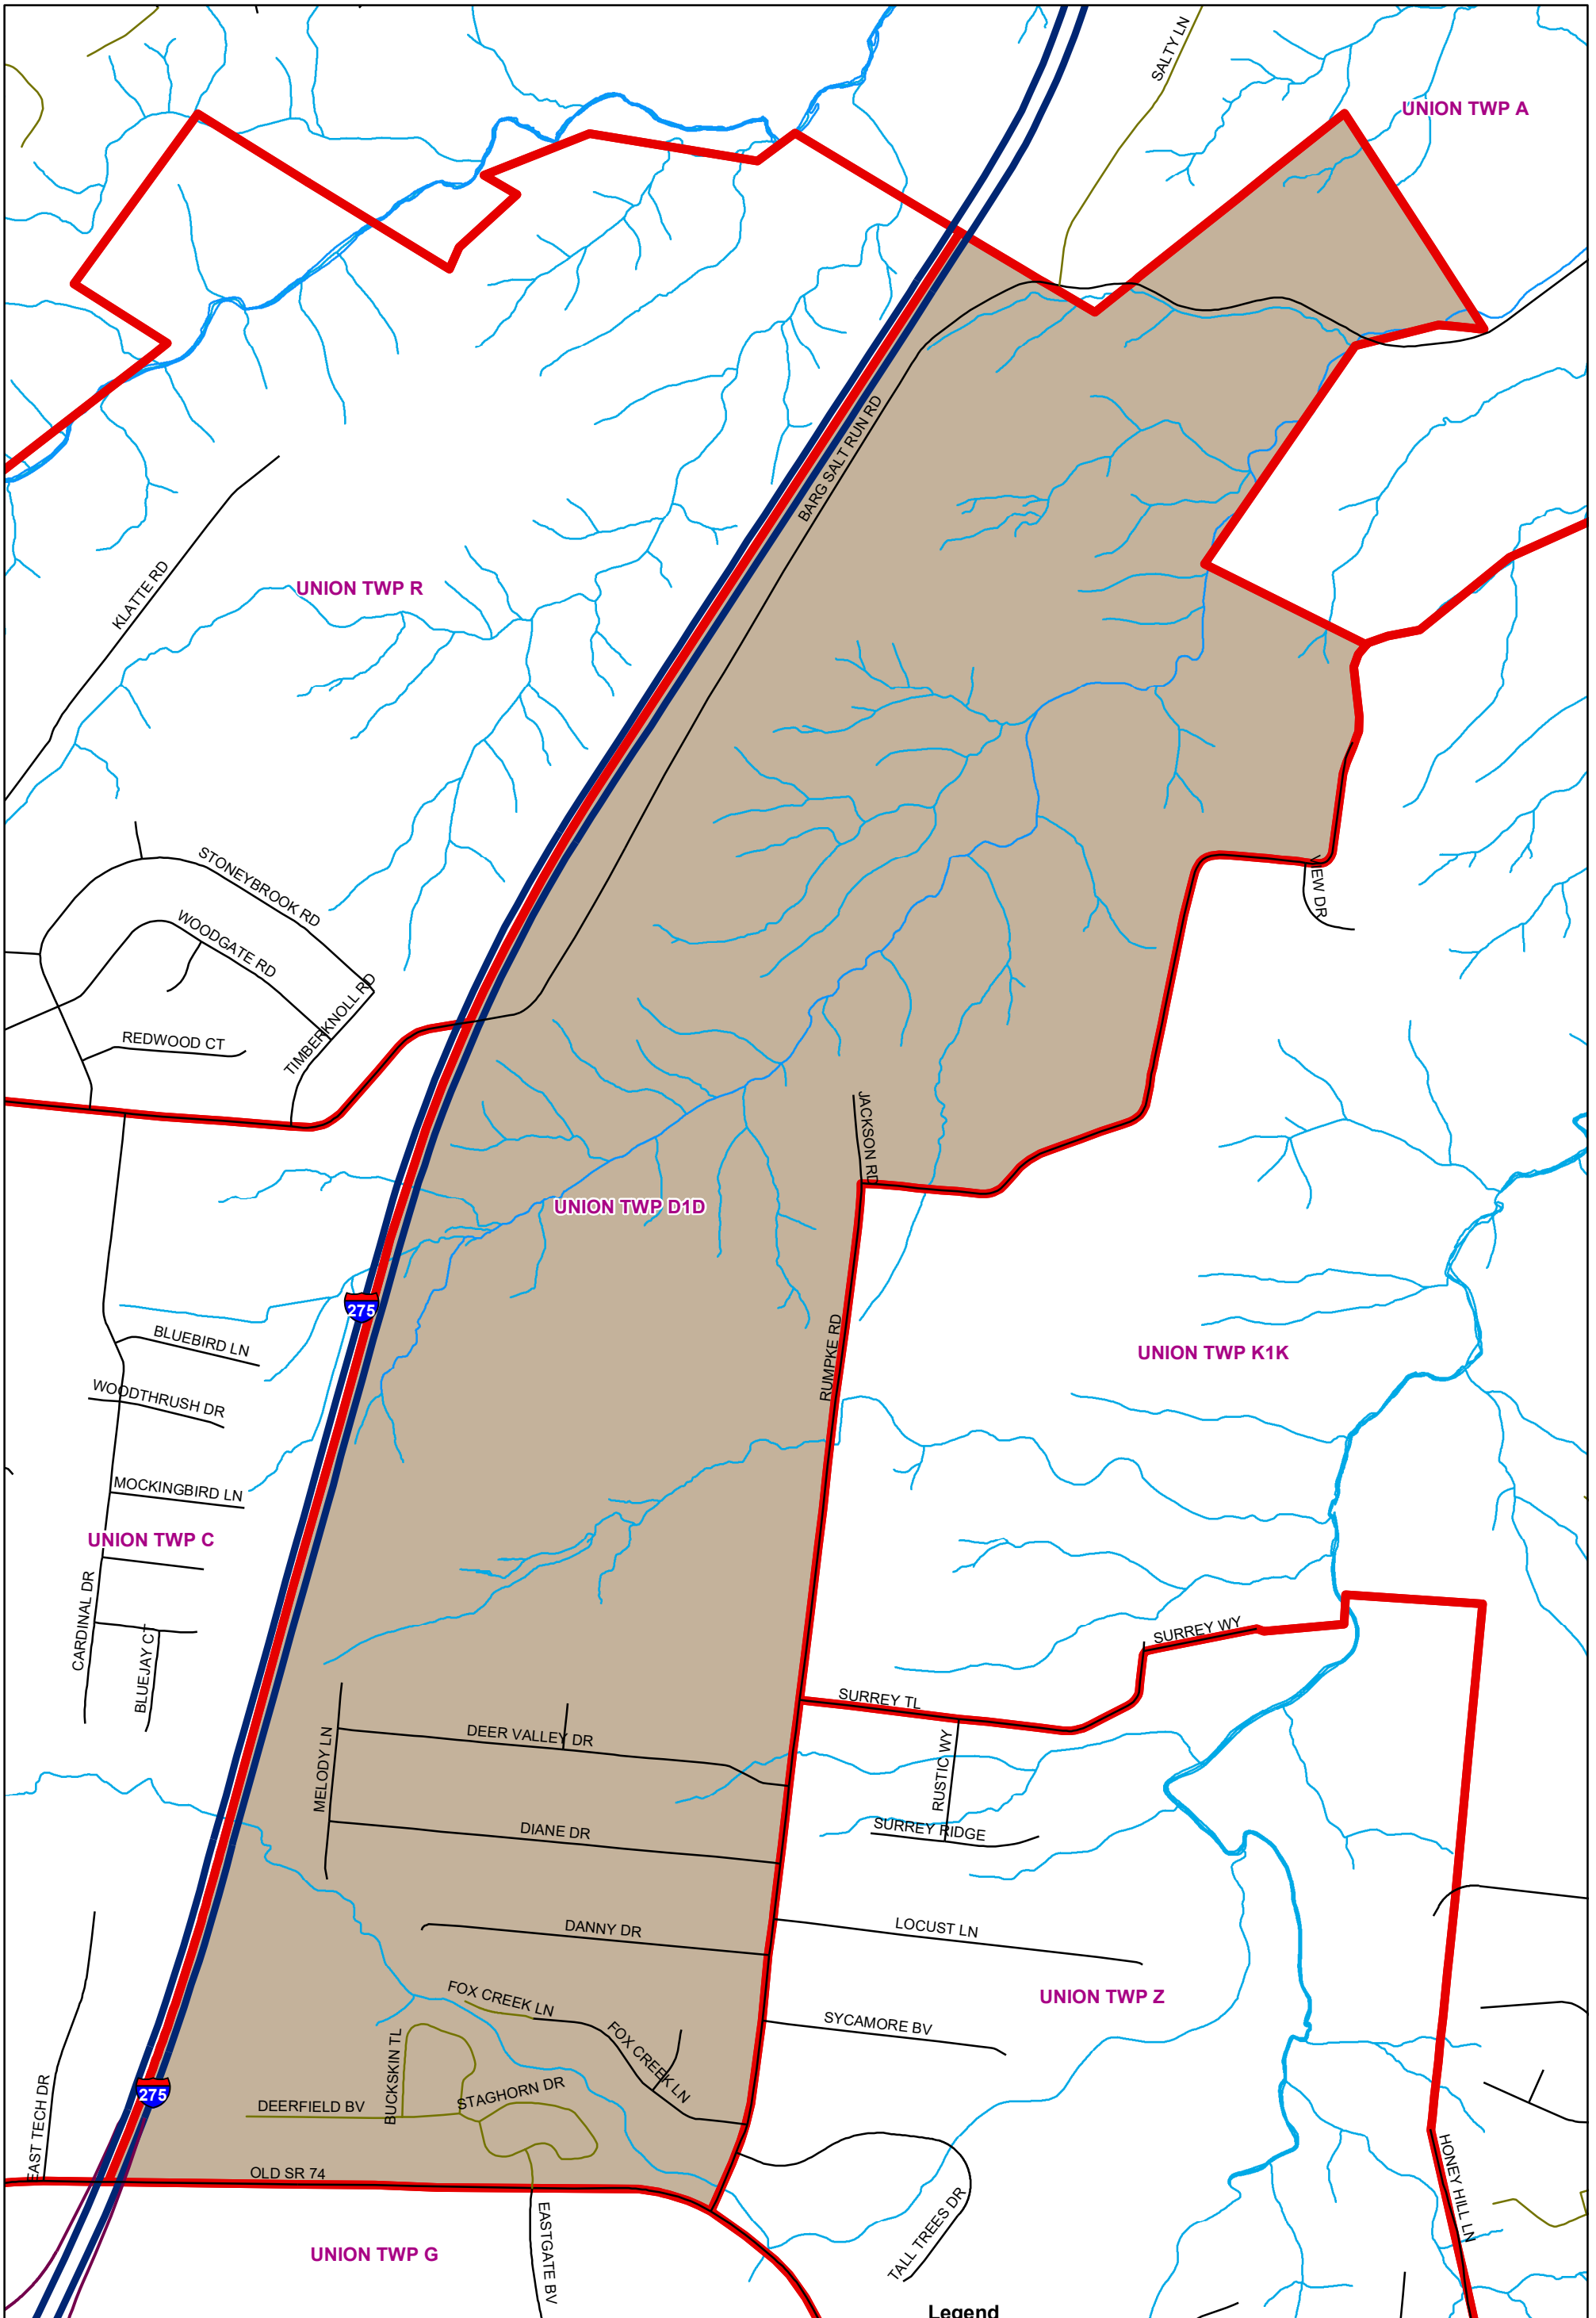 SALTY LN
UNION TWP A
BARG SALT RUN RD
KLATTE RD
UNION TWP R
STONEYBROOK RD
WOODGATE RD
VIEW DR
REDWOOD CT
TIMBERKNOLL RD
JACKSON RD
UNION TWP D1D
275
BLUEBIRD LN
RUMPKE RD
UNION TWP K1K
WOODTHRUSH DR
MOCKINGBIRD LN
UNION TWP C
CARDINAL DR
BLUEJAY CT
SURREY WY
SURREY TL
MELODY LN
DEER VALLEY DR
RUSTIC WY
DIANE DR
SURREY RIDGE
DANNY DR
LOCUST LN
FOX CREEK LN
UNION TWP Z
FOX CREEK LN
SYCAMORE BV
BUCKSKIN TL
STAGHORN DR
275
DEERFIELD BV
EAST TECH DR
OLD SR 74
HONEY HILL LN
TALL TREES DR
EASTGATE BV
UNION TWP G
Legend